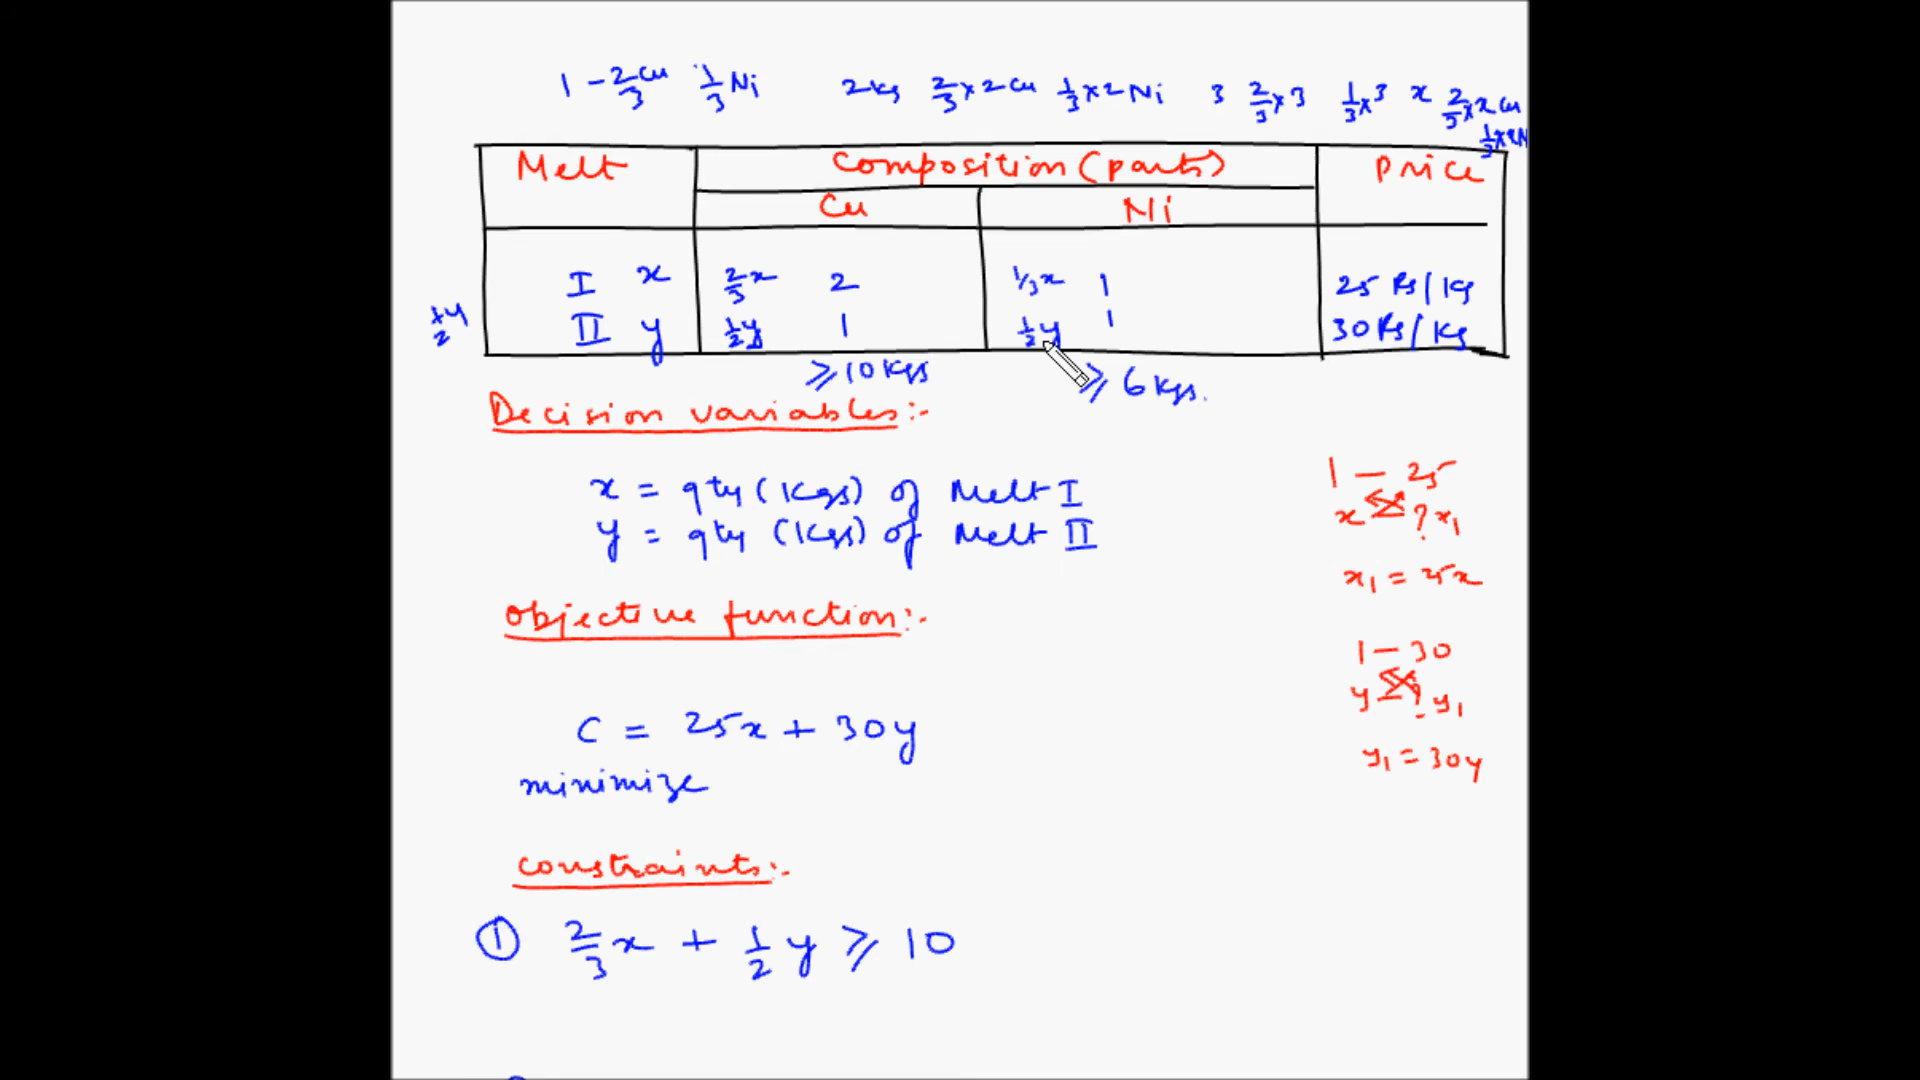 1 - 2/3 Cu 1/3 Ni 2 kgs 2/3 x 2 Cu 1/3 x 2 Ni 3 2/3 x 3 1/3 x 3 x 2/3 x x Cu
1/3 x x N
Melt Composition (parts) Price
Cu Ni
I x 2/3 x 2 1/3 x 1 25 Rs/Kg
1/2 y II y 1/2 y 1 1/2 y 1 30 Rs/Kg
≥ 10 Kgs ≥ 6 Kgs.
Decision variables:-
x = qty (Kgs) of Melt I
y = qty (Kgs) of Melt II
1 — 25
x ? x₁
x₁ = 25x
Objective function:-
C = 25x + 30y
minimize
1 — 30
y ? y₁
y₁ = 30y
constraints:-
① 2/3 x + 1/2 y ≥ 10